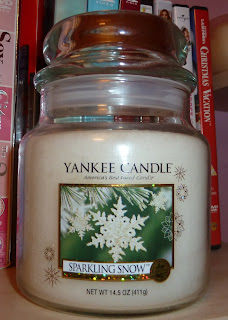 YANKEE CANDLE
America's Best Loved Candle
SPARKLING SNOW
NET WT 14.5 OZ (411g)
CHRISTMAS VACATION